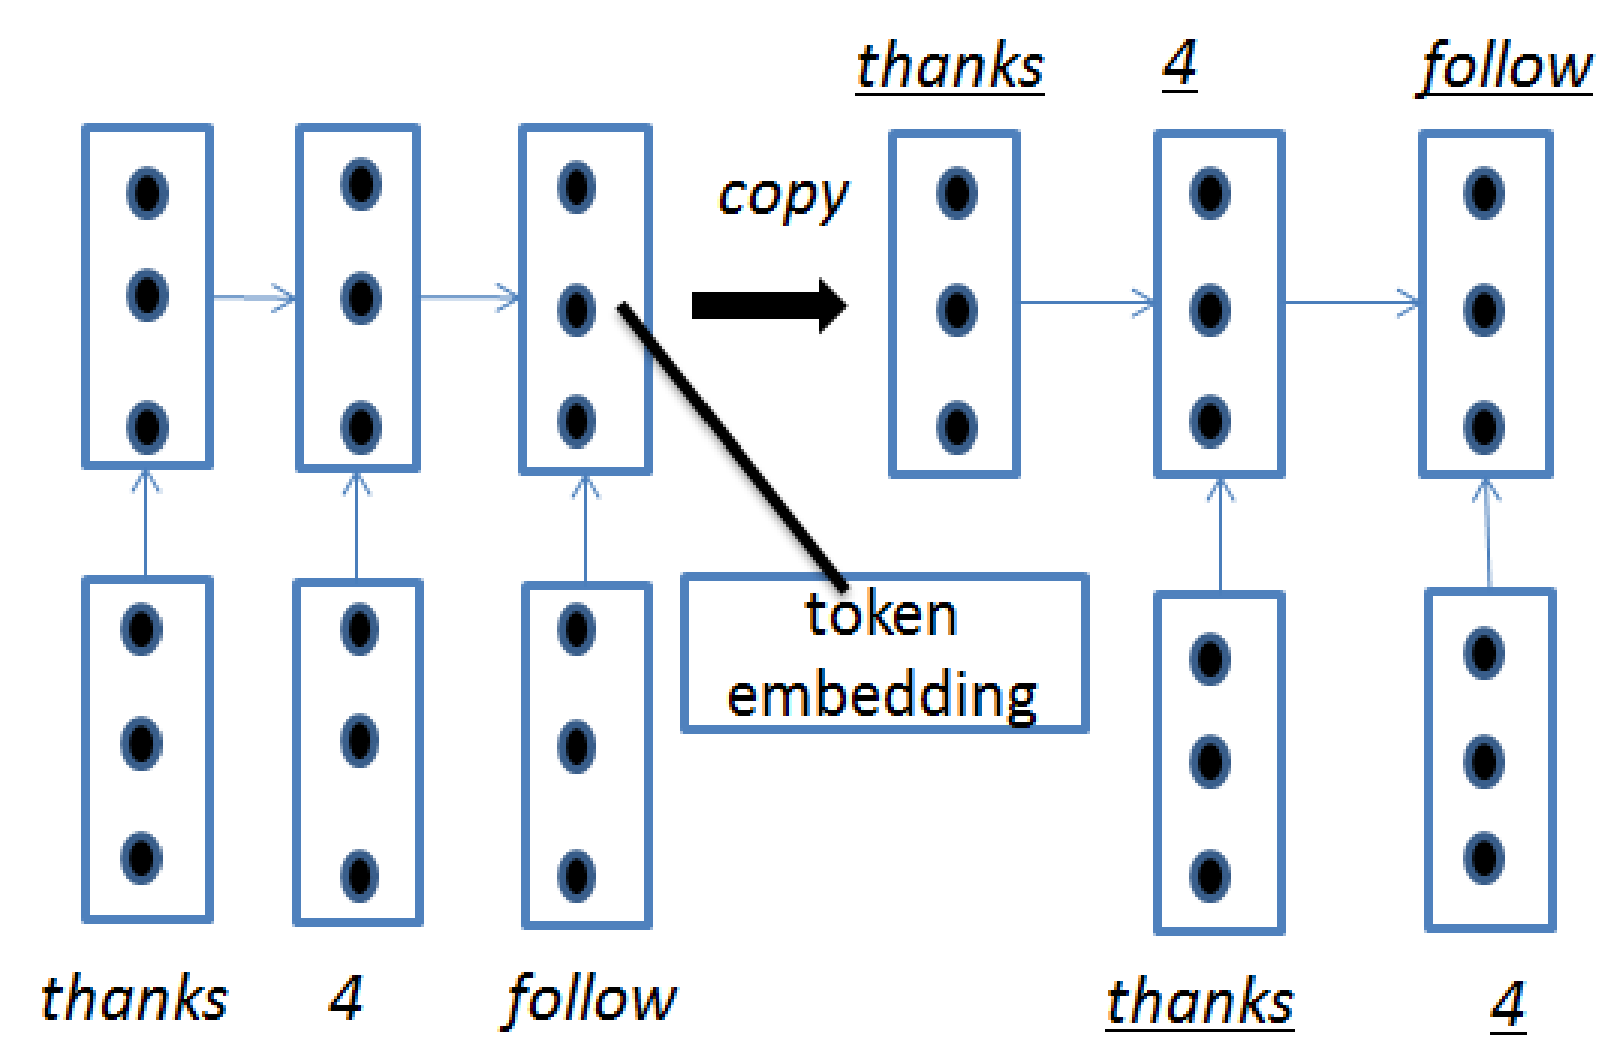 thanks 4 follow
copy
token
embedding
thanks 4 follow
thanks 4